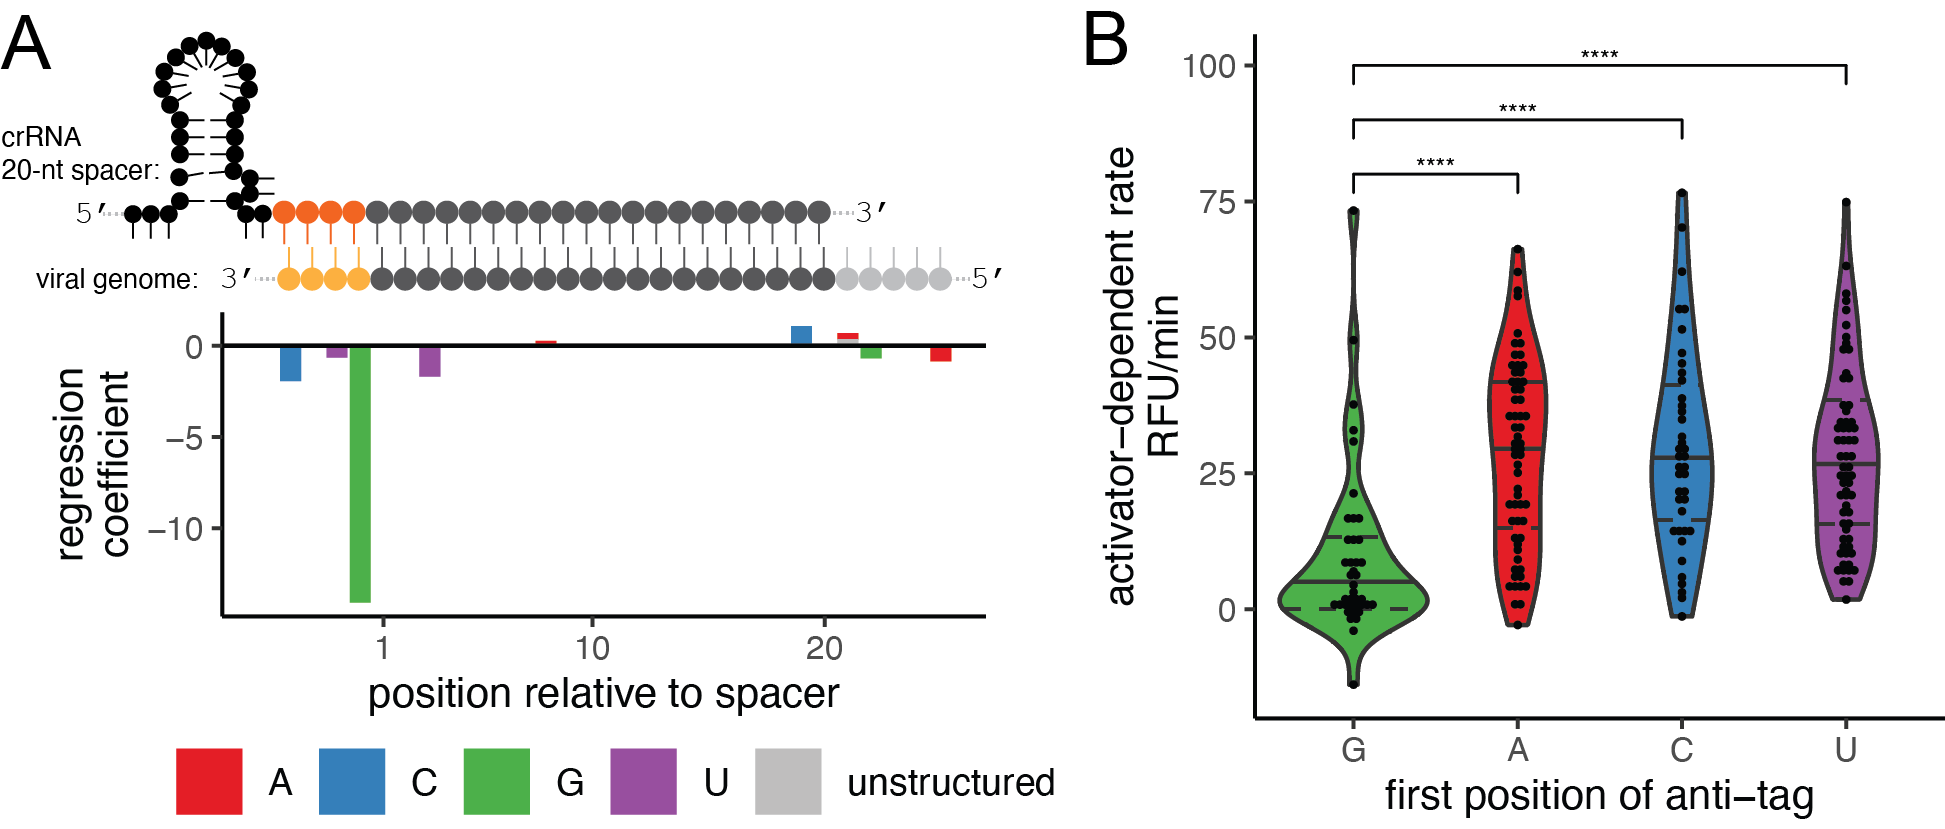 A
crRNA
20-nt spacer:
5′
3′
viral genome:
3′
5′
regression
coefficient
0
−5
−10
1
10
20
position relative to spacer
A
C
G
U
unstructured
B
activator−dependent rate
RFU/min
100
75
50
25
0
****
****
****
G
A
C
U
first position of anti−tag